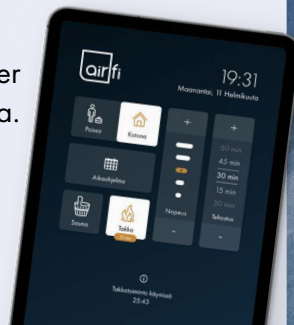 er
a.
airfi
19:31
Maanantai, 11 Helmikuuta
Poissa
Kotona
Aikaohjelma
Sauna
Takka
Nopeus
60 min
45 min
30 min
15 min
Tehostus
Takkatoiminto käynnissä
25:43